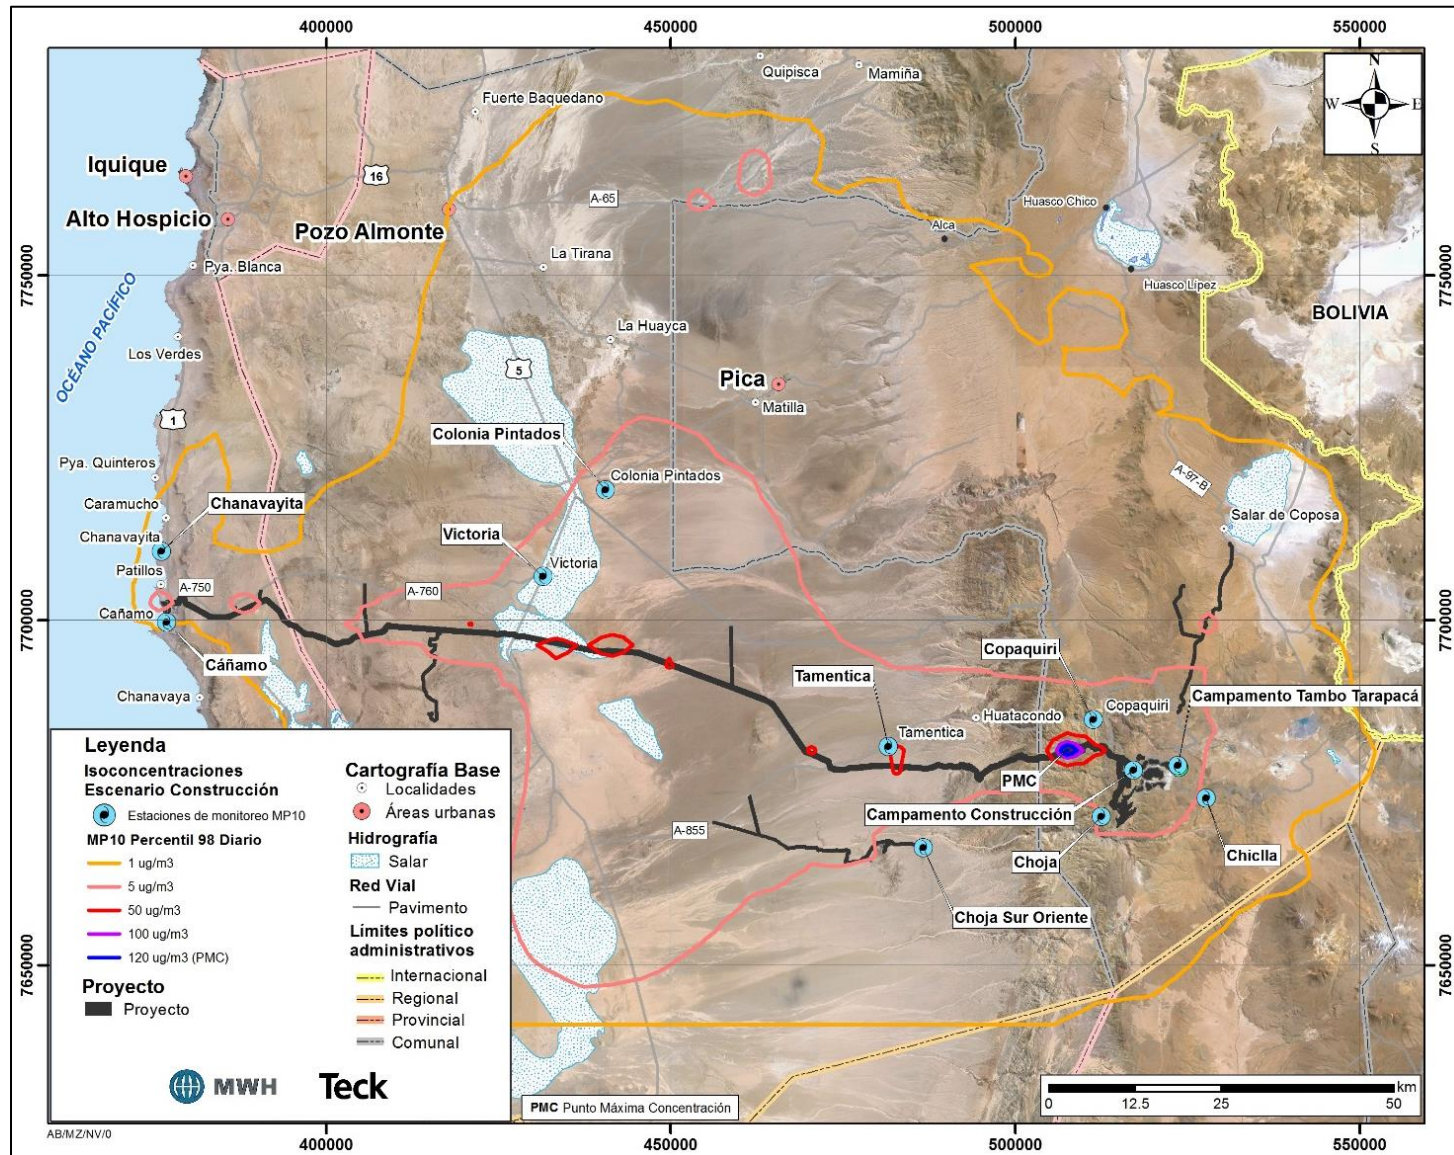 400000
450000
500000
550000
Quipisca
Mamiña
N
W
E
S
Fuerte Baquedano
Iquique
16
A-65
Alto Hospicio
Pozo Almonte
Huasco Chico
Alca
La Tirana
Pya. Blanca
7750000
7750000
Huasco Lípez
OCÉANO PACÍFICO
BOLIVIA
La Huayca
Los Verdes
5
Pica
Matilla
1
Colonia Pintados
Pya. Quinteros
Colonia Pintados
A-97-B
Chanavayita
Caramucho
Salar de Coposa
Chanavayita
Victoria
Victoria
Patillos
A-750
A-760
Cañamo
7700000
7700000
Cáñamo
Copaquiri
Tamentica
Campamento Tambo Tarapacá
Chanavaya
Huatacondo
Copaquiri
Tamentica
PMC
Campamento Construcción
A-855
Choja
Chiclla
Choja Sur Oriente
7650000
7650000
Leyenda
Isoconcentraciones
Escenario Construcción
Estaciones de monitoreo MP10
MP10 Percentil 98 Diario
1 ug/m3
5 ug/m3
50 ug/m3
100 ug/m3
120 ug/m3 (PMC)
Proyecto
Proyecto
Cartografía Base
Localidades
Áreas urbanas
Hidrografía
Salar
Red Vial
Pavimento
Límites político
administrativos
Internacional
Regional
Provincial
Comunal
MWH
Teck
PMC Punto Máxima Concentración
km
0
12.5
25
50
AB/MZ/NV/0
400000
450000
500000
550000